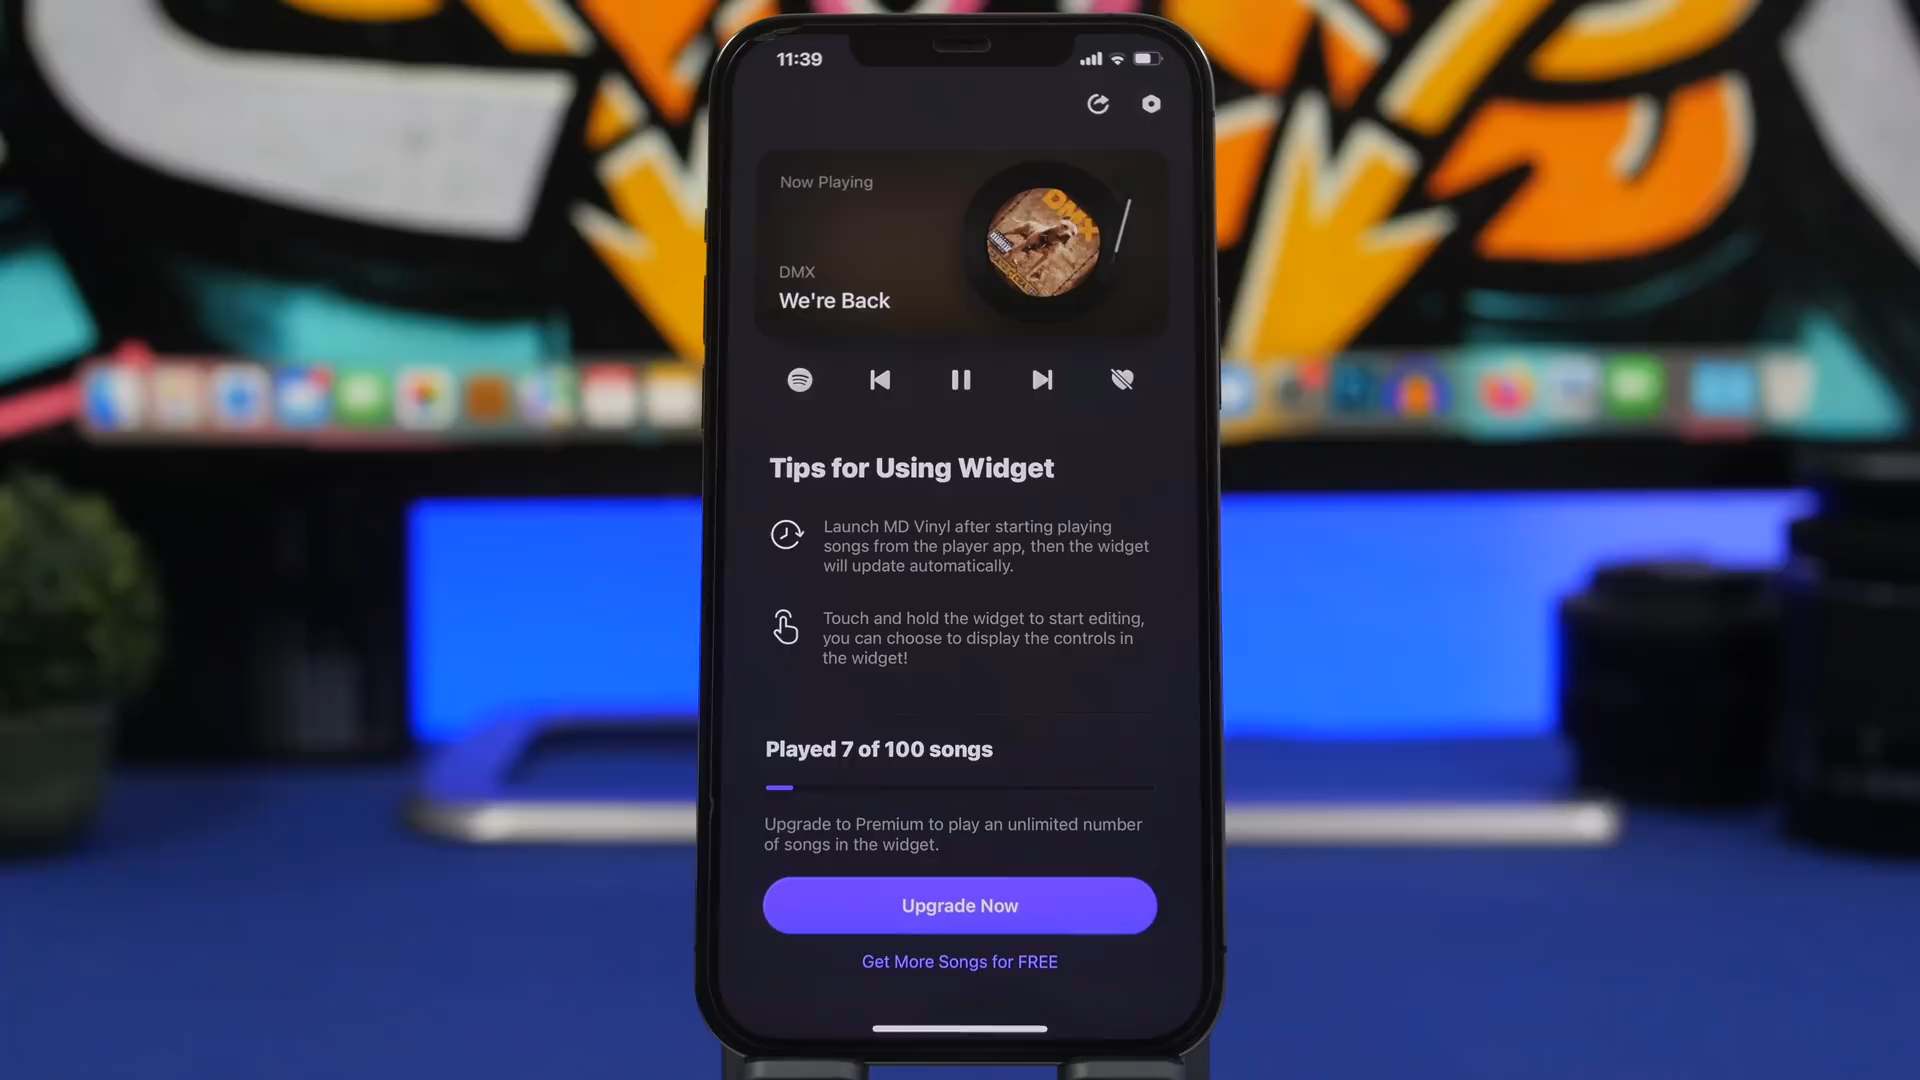 11:39
Now Playing
DMX
DMX
We're Back
Tips for Using Widget
Launch MD Vinyl after starting playing
songs from the player app, then the widget
will update automatically.
Touch and hold the widget to start editing,
you can choose to display the controls in
the widget!
Played 7 of 100 songs
Upgrade to Premium to play an unlimited number
of songs in the widget.
Upgrade Now
Get More Songs for FREE